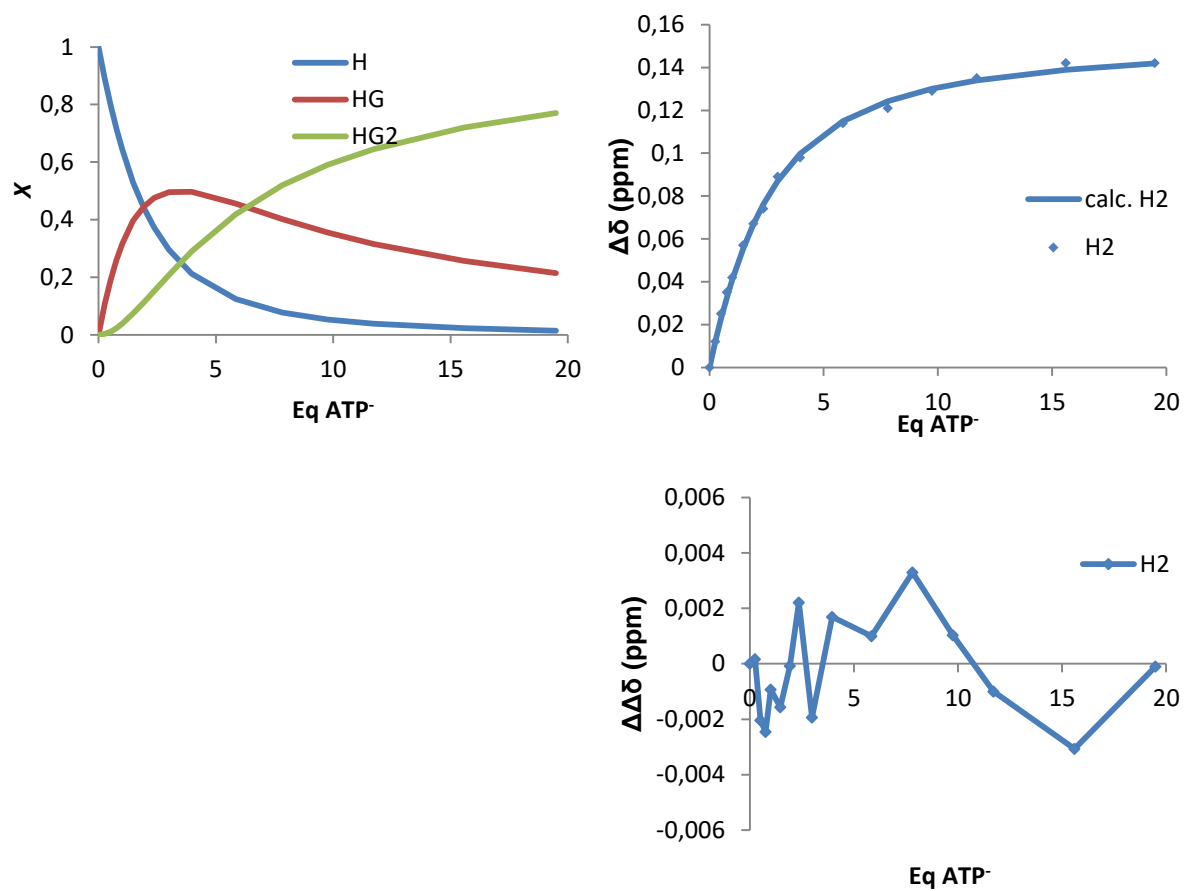 1
0,8
0,6
0,4
0,2
0
X
H
HG
HG2
0 5 10 15 20
Eq ATP-
0,16
0,14
0,12
0,1
0,08
0,06
0,04
0,02
0
Δδ (ppm)
calc. H2
H2
0 5 10 15 20
Eq ATP-
0,006
0,004
0,002
0
-0,002
-0,004
-0,006
ΔΔδ (ppm)
H2
0 5 10 15 20
Eq ATP-